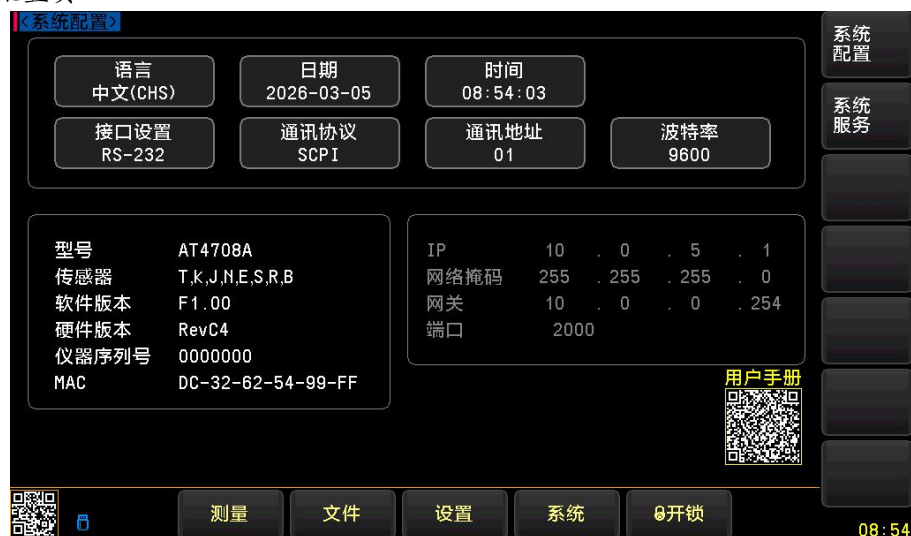 <系统配置>
系统
配置
语言
中文(CHS)
日期
2026-03-05
时间
08:54:03
系统
服务
接口设置
RS-232
通讯协议
SCPI
通讯地址
01
波特率
9600
型号 AT4708A
传感器 T,K,J,N,E,S,R,B
软件版本 F1.00
硬件版本 RevC4
仪器序列号 0000000
MAC DC-32-62-54-99-FF
IP 10 . 0 . 5 . 1
网络掩码 255 . 255 . 255 . 0
网关 10 . 0 . 0 . 254
端口 2000
用户手册
测量 文件 设置 系统 开锁
08:54